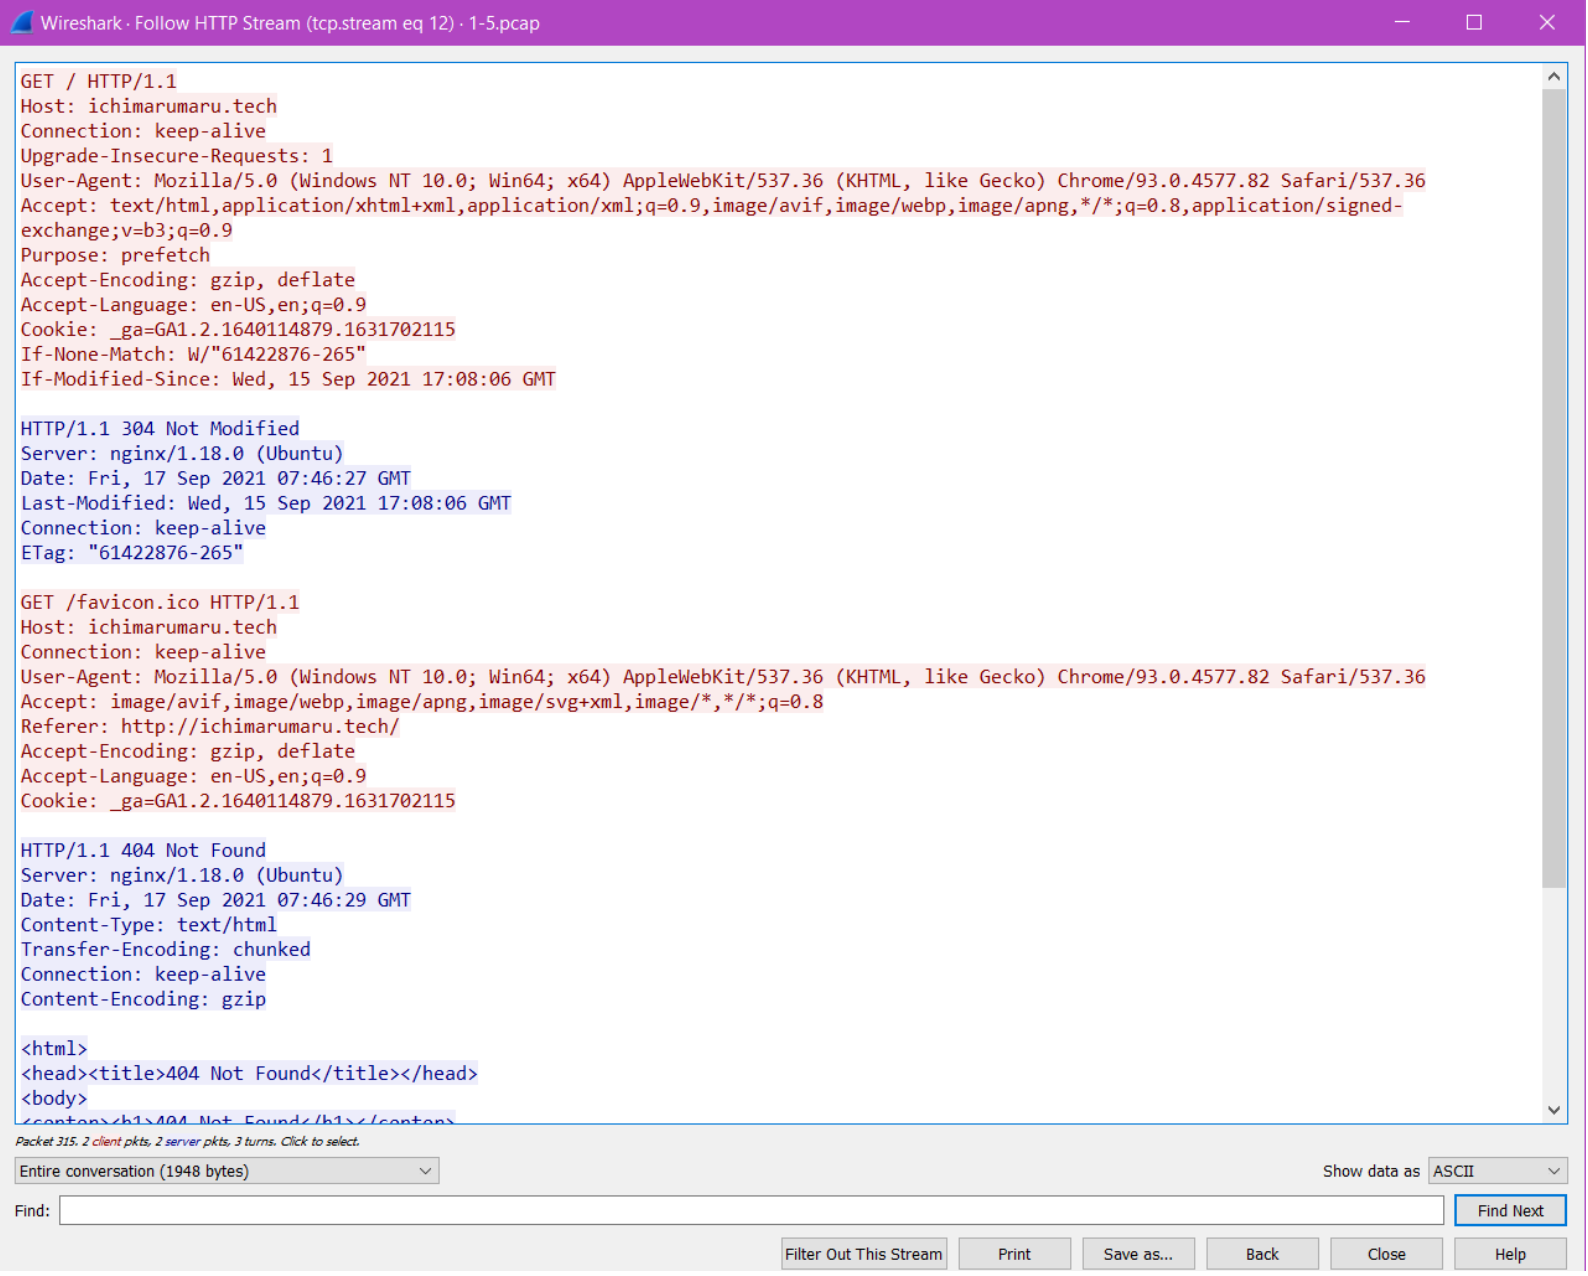 Wireshark · Follow HTTP Stream (tcp.stream eq 12) · 1-5.pcap
GET / HTTP/1.1
Host: ichimarumaru.tech
Connection: keep-alive
Upgrade-Insecure-Requests: 1
User-Agent: Mozilla/5.0 (Windows NT 10.0; Win64; x64) AppleWebKit/537.36 (KHTML, like Gecko) Chrome/93.0.4577.82 Safari/537.36
Accept: text/html,application/xhtml+xml,application/xml;q=0.9,image/avif,image/webp,image/apng,*/*;q=0.8,application/signed-
exchange;v=b3;q=0.9
Purpose: prefetch
Accept-Encoding: gzip, deflate
Accept-Language: en-US,en;q=0.9
Cookie: _ga=GA1.2.1640114879.1631702115
If-None-Match: W/"61422876-265"
If-Modified-Since: Wed, 15 Sep 2021 17:08:06 GMT
HTTP/1.1 304 Not Modified
Server: nginx/1.18.0 (Ubuntu)
Date: Fri, 17 Sep 2021 07:46:27 GMT
Last-Modified: Wed, 15 Sep 2021 17:08:06 GMT
Connection: keep-alive
ETag: "61422876-265"
GET /favicon.ico HTTP/1.1
Host: ichimarumaru.tech
Connection: keep-alive
User-Agent: Mozilla/5.0 (Windows NT 10.0; Win64; x64) AppleWebKit/537.36 (KHTML, like Gecko) Chrome/93.0.4577.82 Safari/537.36
Accept: image/avif,image/webp,image/apng,image/svg+xml,image/*,*/*;q=0.8
Referer: http://ichimarumaru.tech/
Accept-Encoding: gzip, deflate
Accept-Language: en-US,en;q=0.9
Cookie: _ga=GA1.2.1640114879.1631702115
HTTP/1.1 404 Not Found
Server: nginx/1.18.0 (Ubuntu)
Date: Fri, 17 Sep 2021 07:46:29 GMT
Content-Type: text/html
Transfer-Encoding: chunked
Connection: keep-alive
Content-Encoding: gzip
<html>
<head><title>404 Not Found</title></head>
<body>
<center><h1>404 Not Found</h1></center>
Packet 315. 2 client pkts, 2 server pkts, 3 turns. Click to select.
Entire conversation (1948 bytes)
Show data as ASCII
Find:
Find Next
Filter Out This Stream
Print
Save as...
Back
Close
Help